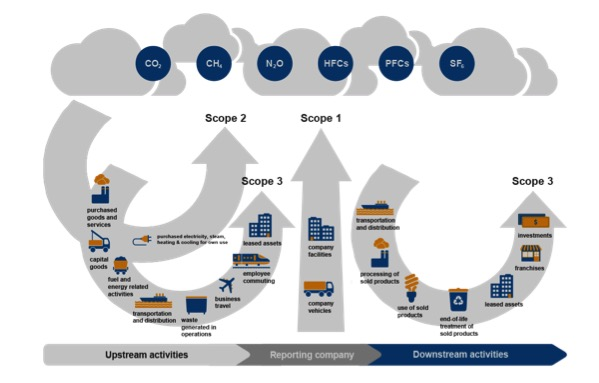 CO₂
CH₄
N₂O
HFCs
PFCs
SF₆
Scope 2
Scope 1
Scope 3
Scope 3
purchased
goods and
services
capital
goods
fuel and
energy related
activities
purchased electricity, steam,
heating & cooling for own use
transportation
and distribution
waste
generated in
operations
business
travel
employee
commuting
leased assets
company
facilities
company
vehicles
transportation
and distribution
processing of
sold products
use of sold
products
end-of-life
treatment of
sold products
leased assets
franchises
investments
$
Upstream activities
Reporting company
Downstream activities